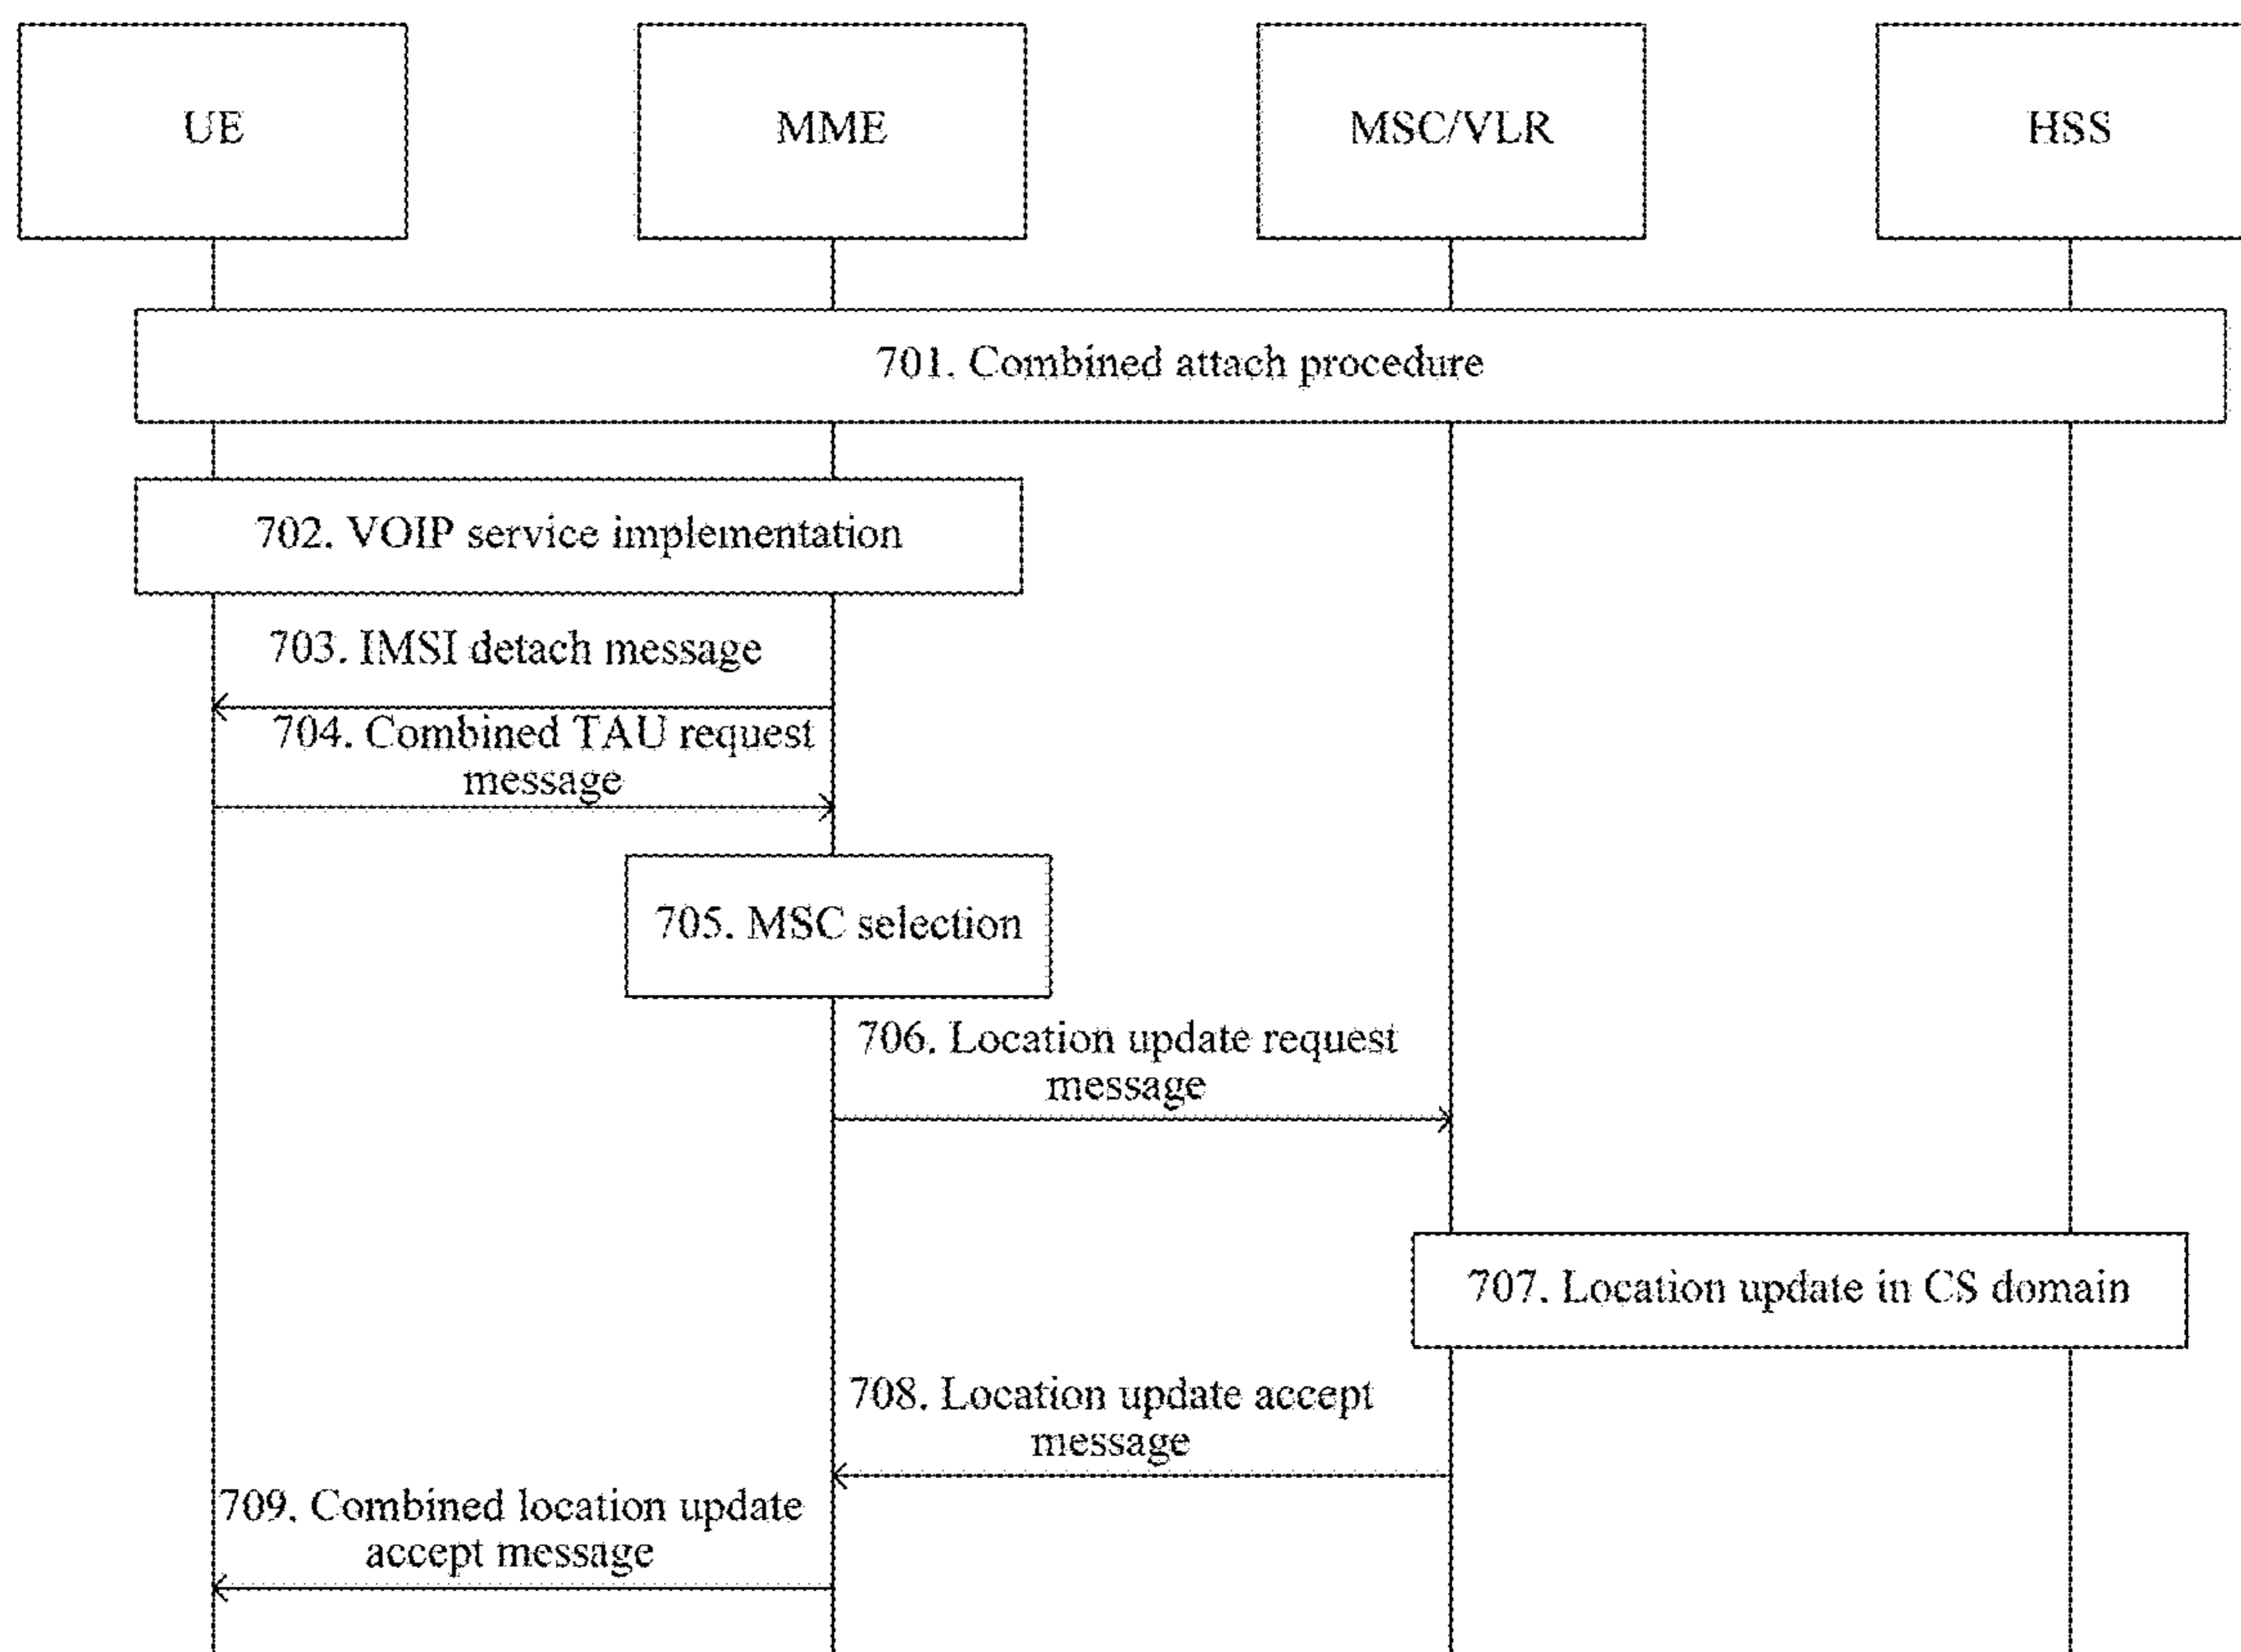 UE
MME
MSC/VLR
HSS
701. Combined attach procedure
702. VOIP service implementation
703. IMSI detach message
704. Combined TAU request
message
705. MSC selection
706. Location update request
message
707. Location update in CS domain
708. Location update accept
message
709. Combined location update
accept message